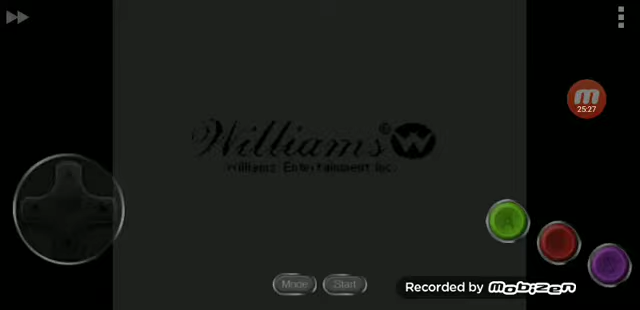 25:27
Williams®
Williams Entertainment Inc.
A
Mode
Start
Recorded by Mobizen